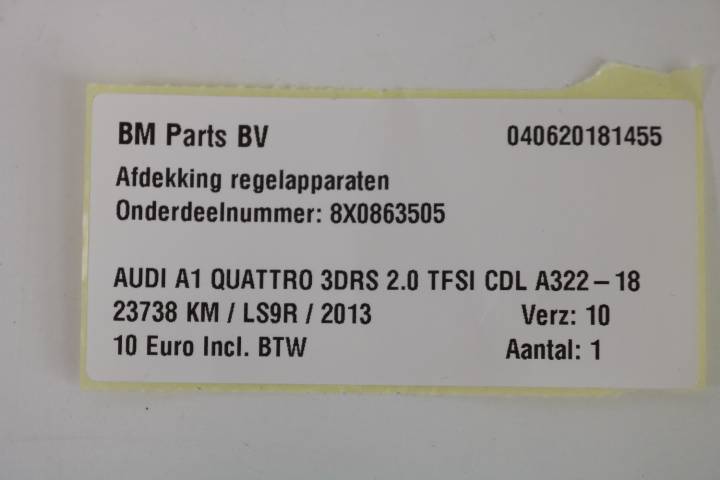 BM Parts BV 040620181455
Afdekking regelapparaten
Onderdeelnummer: 8X0863505
AUDI A1 QUATTRO 3DRS 2.0 TFSI CDL A322-18
23738 KM / LS9R / 2013 Verz: 10
10 Euro Incl. BTW Aantal: 1